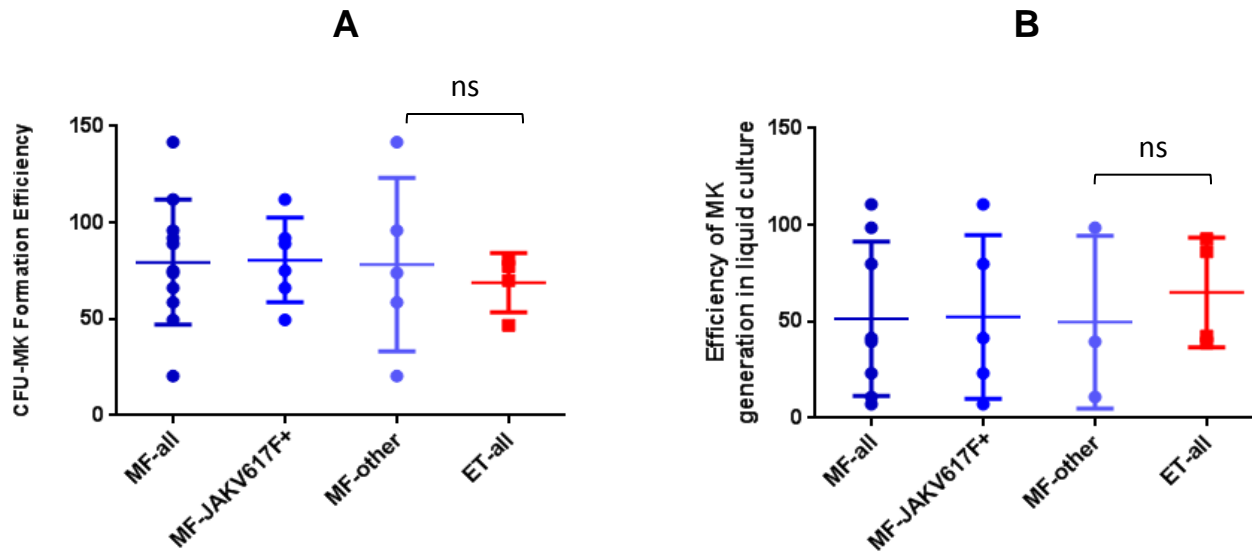 A
ns
CFU-MK Formation Efficiency
150
100
50
0
MF-all
MF-JAKV617F+
MF-other
ET-all
B
ns
Efficiency of MK
generation in liquid culture
150
100
50
0
MF-all
MF-JAKV617F+
MF-other
ET-all